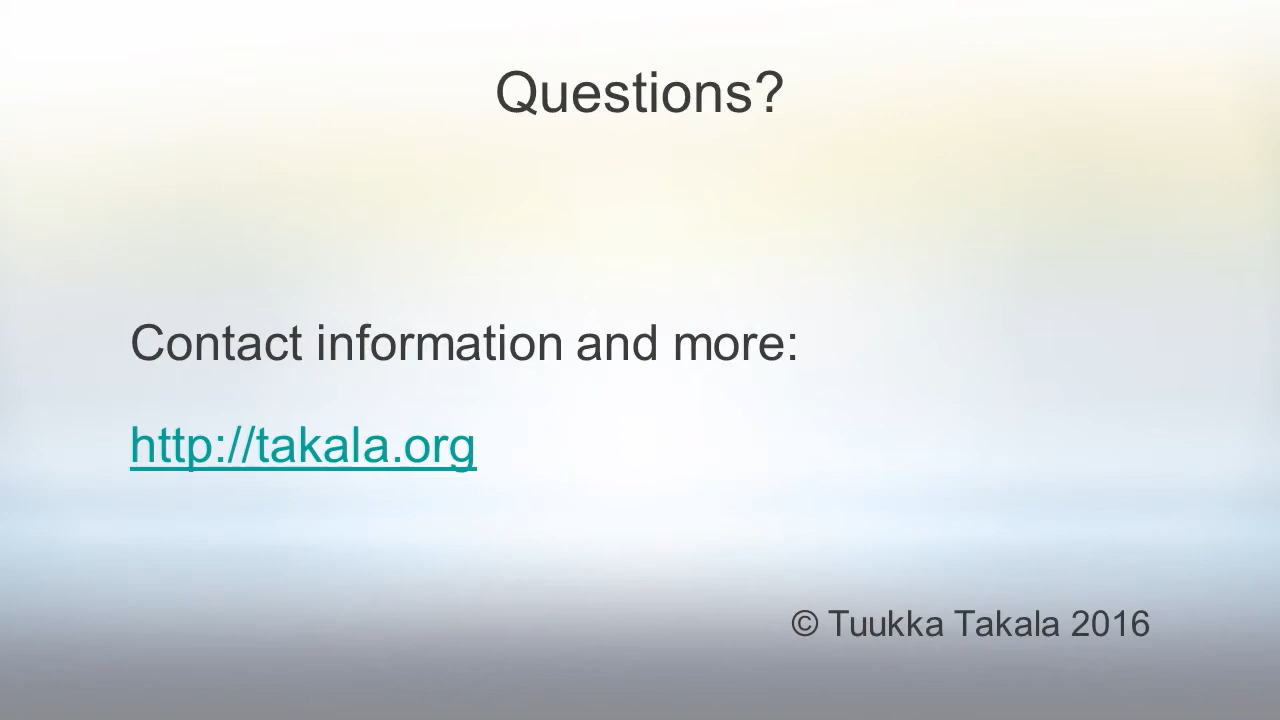 Questions?
Contact information and more:
http://takala.org
© Tuukka Takala 2016